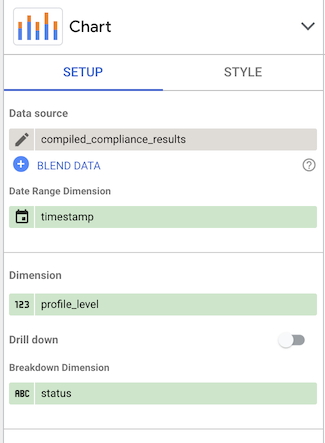 Chart
SETUP STYLE
Data source
compiled_compliance_results
BLEND DATA
Date Range Dimension
timestamp
Dimension
123 profile_level
Drill down
Breakdown Dimension
ABC status